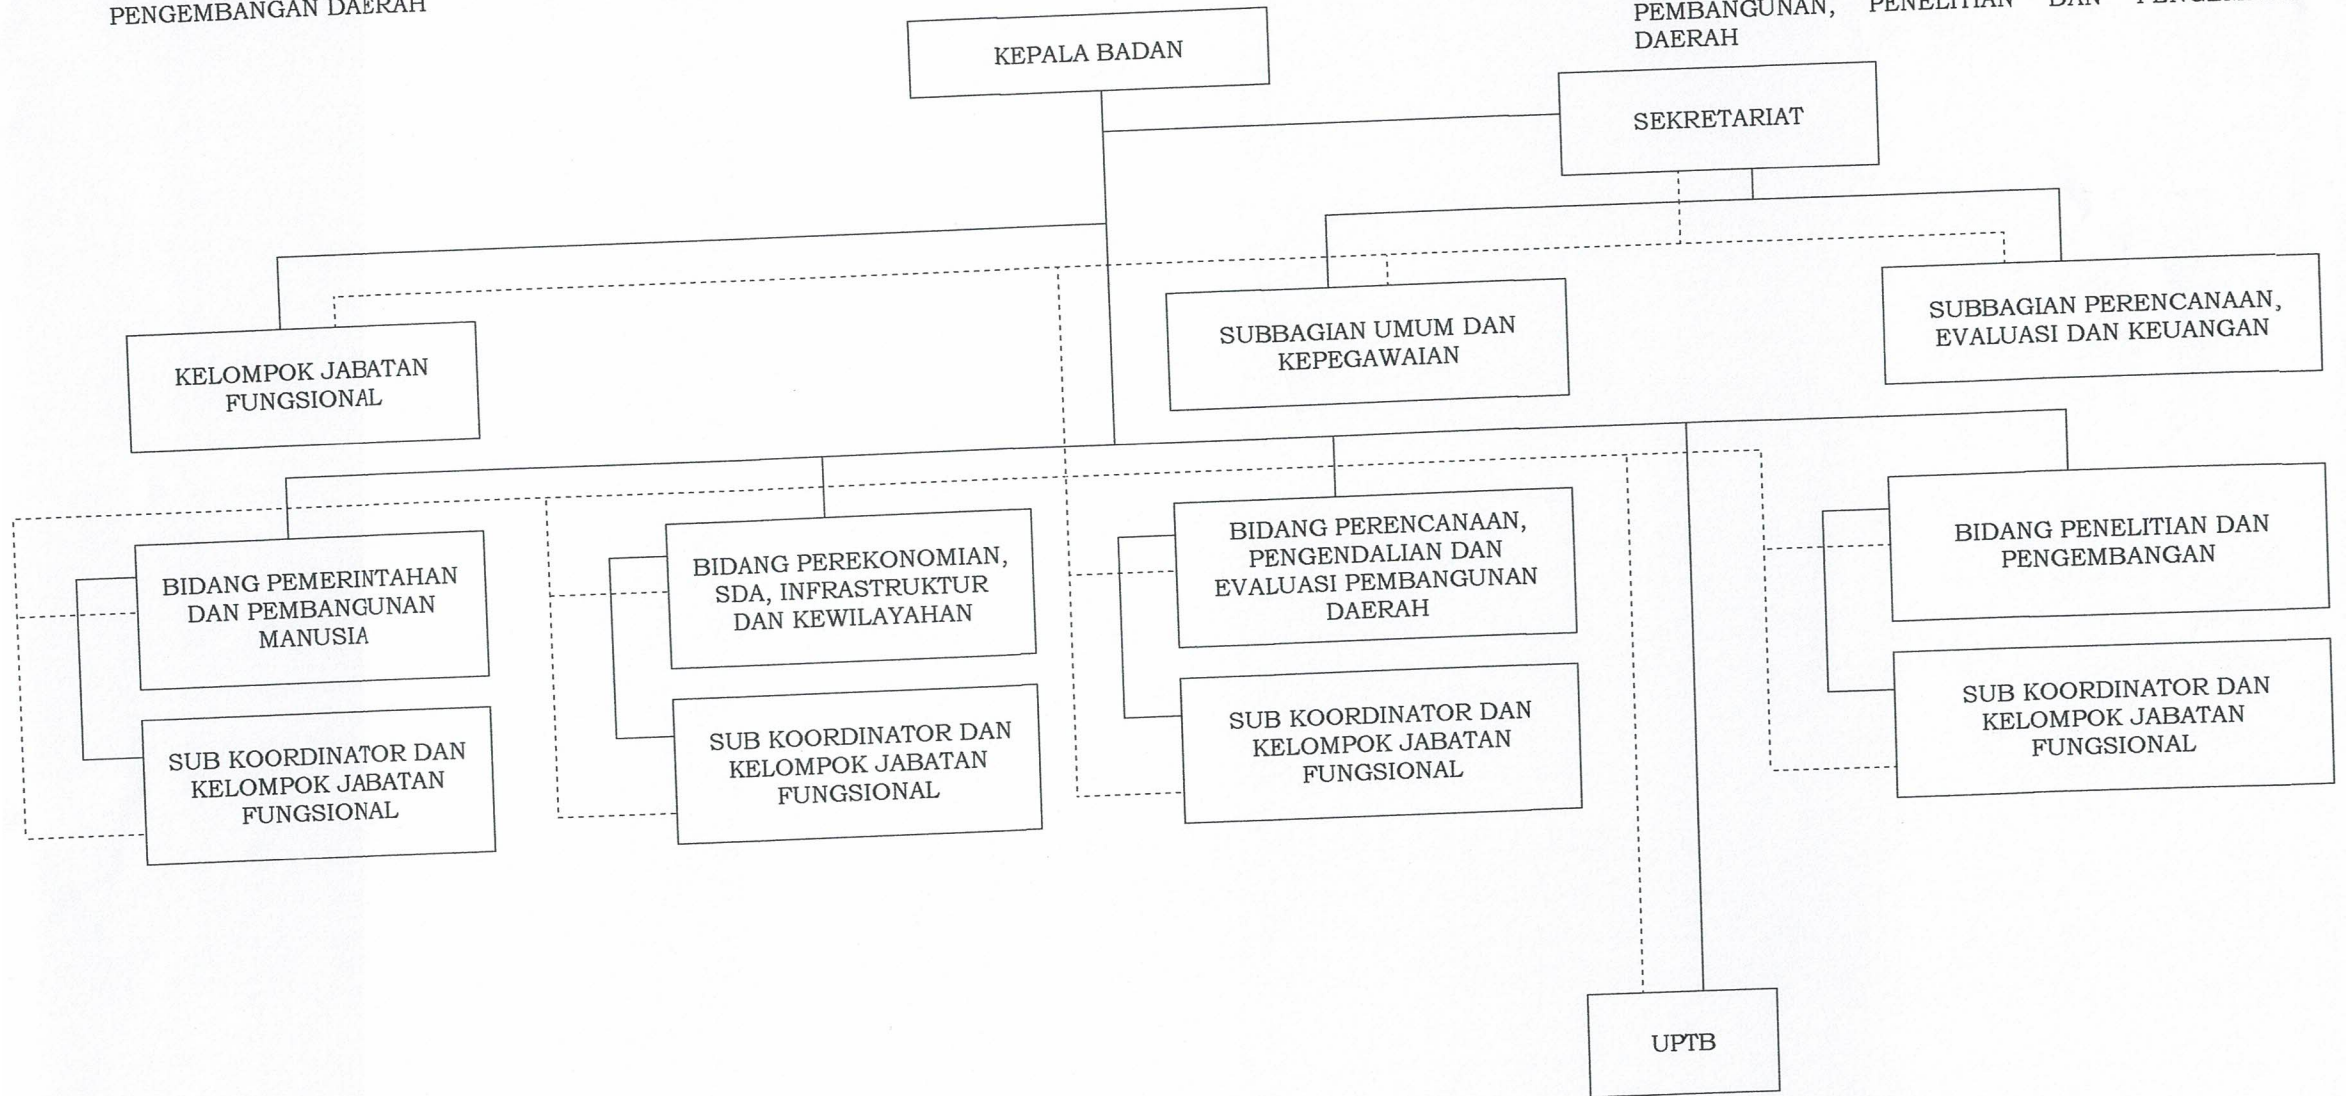 PENGEMBANGAN DAERAH
PEMBANGUNAN, PENELITIAN DAN
DAERAH
KEPALA BADAN
SEKRETARIAT
SUBBAGIAN UMUM DAN
KEPEGAWAIAN
SUBBAGIAN PERENCANAAN,
EVALUASI DAN KEUANGAN
KELOMPOK JABATAN
FUNGSIONAL
BIDANG PEMERINTAHAN
DAN PEMBANGUNAN
MANUSIA
BIDANG PEREKONOMIAN,
SDA, INFRASTRUKTUR
DAN KEWILAYAHAN
BIDANG PERENCANAAN,
PENGENDALIAN DAN
EVALUASI PEMBANGUNAN
DAERAH
BIDANG PENELITIAN DAN
PENGEMBANGAN
SUB KOORDINATOR DAN
KELOMPOK JABATAN
FUNGSIONAL
SUB KOORDINATOR DAN
KELOMPOK JABATAN
FUNGSIONAL
SUB KOORDINATOR DAN
KELOMPOK JABATAN
FUNGSIONAL
SUB KOORDINATOR DAN
KELOMPOK JABATAN
FUNGSIONAL
UPTB